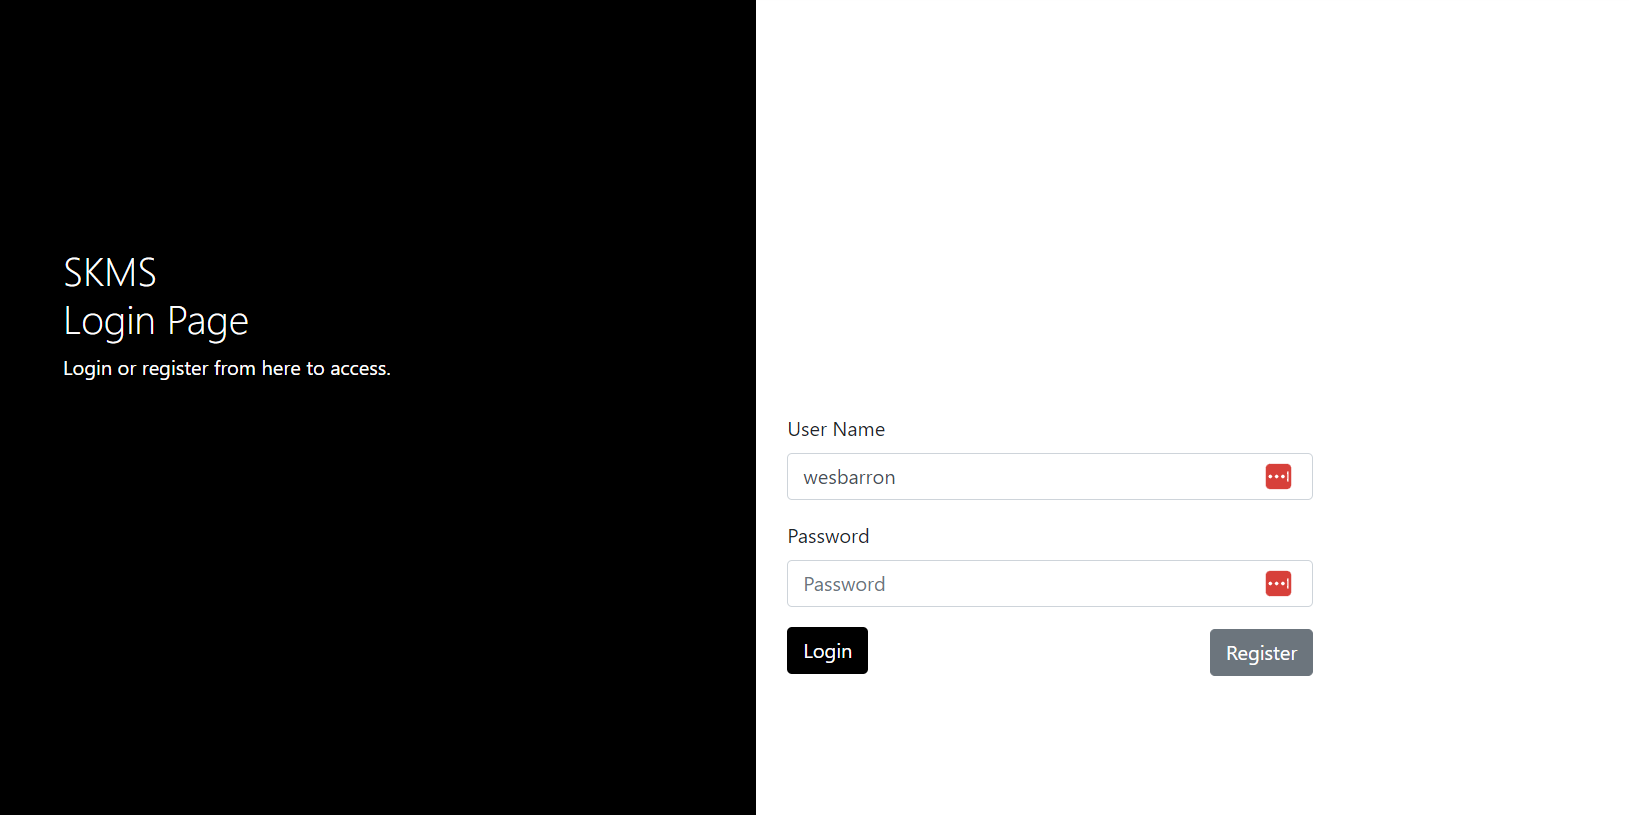 SKMS
Login Page
Login or register from here to access.
User Name
wesbarron
Password
Password
Login
Register